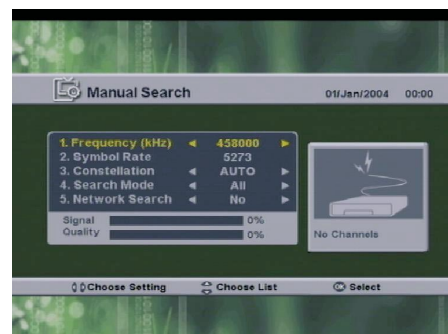 Manual Search
01/Jan/2004 00:00
1. Frequency (kHz) 458000
2. Symbol Rate 5273
3. Constellation AUTO
4. Search Mode All
5. Network Search No
Signal 0%
Quality 0%
No Channels
Choose Setting Choose List OK Select